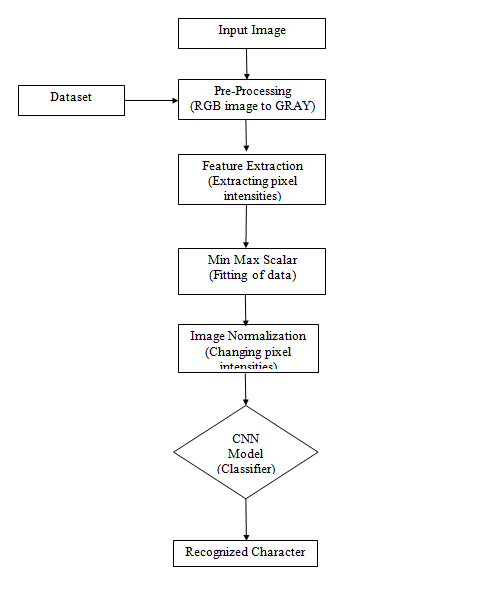 Input Image
Dataset
Pre-Processing
(RGB image to GRAY)
Feature Extraction
(Extracting pixel
intensities)
Min Max Scalar
(Fitting of data)
Image Normalization
(Changing pixel
intensities)
CNN
Model
(Classifier)
Recognized Character